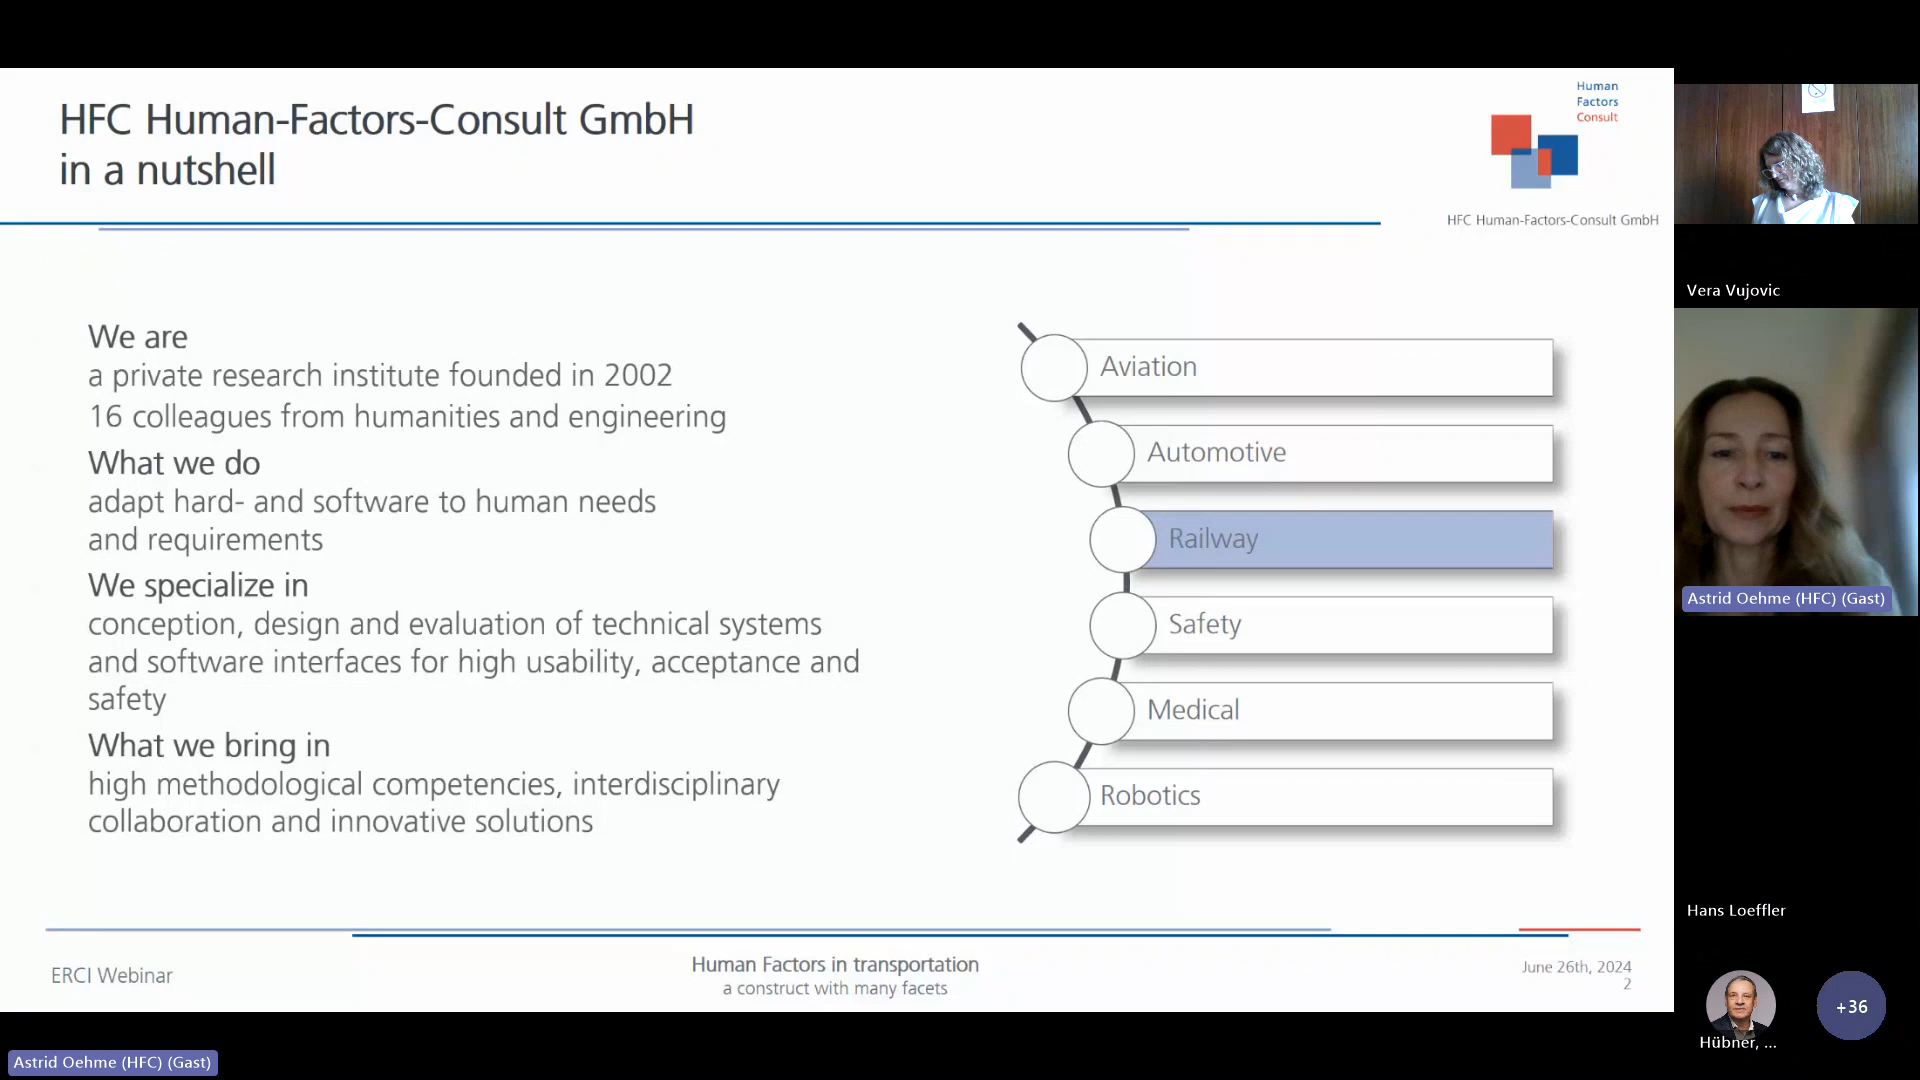 HFC Human-Factors-Consult GmbH
in a nutshell
Human
Factors
Consult
HFC Human-Factors-Consult GmbH
We are
a private research institute founded in 2002
16 colleagues from humanities and engineering
What we do
adapt hard- and software to human needs
and requirements
We specialize in
conception, design and evaluation of technical systems
and software interfaces for high usability, acceptance and
safety
What we bring in
high methodological competencies, interdisciplinary
collaboration and innovative solutions
Aviation
Automotive
Railway
Safety
Medical
Robotics
ERCI Webinar
Human Factors in transportation
a construct with many facets
June 26th, 2024
2
Vera Vujovic
Astrid Oehme (HFC) (Gast)
Hans Loeffler
Hübner, ...
+36
Astrid Oehme (HFC) (Gast)